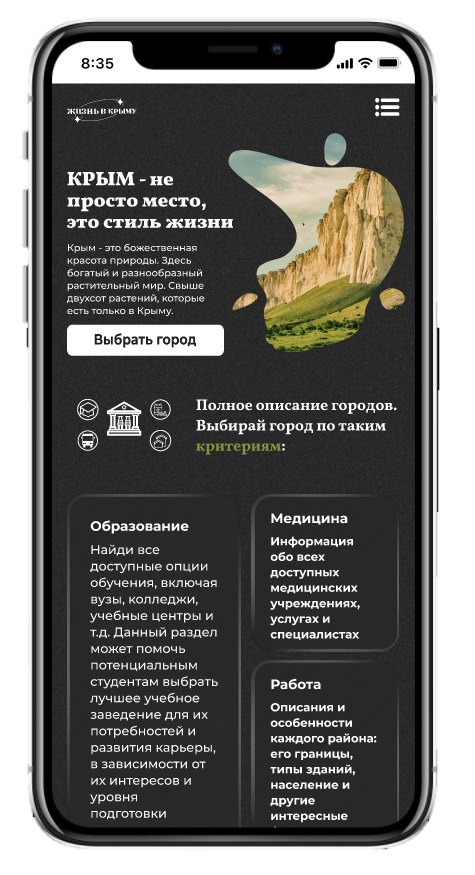 8:35
ЖИЗНЬ В КРЫМУ
КРЫМ - не
просто место,
это стиль жизни
Крым - это божественная
красота природы. Здесь
богатый и разнообразный
растительный мир. Свыше
двухсот растений, которые
есть только в Крыму.
Выбрать город
Полное описание городов.
Выбирай город по таким
критериям:
Образование
Найди все
доступные опции
обучения, включая
вузы, колледжи,
учебные центры и
т.д. Данный раздел
может помочь
потенциальным
студентам выбрать
лучшее учебное
заведение для их
потребностей и
развития карьеры,
в зависимости от
их интересов и
уровня
подготовки
Медицина
Информация
обо всех
доступных
медицинских
учреждениях,
услугах и
специалистах
Работа
Описания и
особенности
каждого района:
его границы,
типы зданий,
население и
другие
интересные